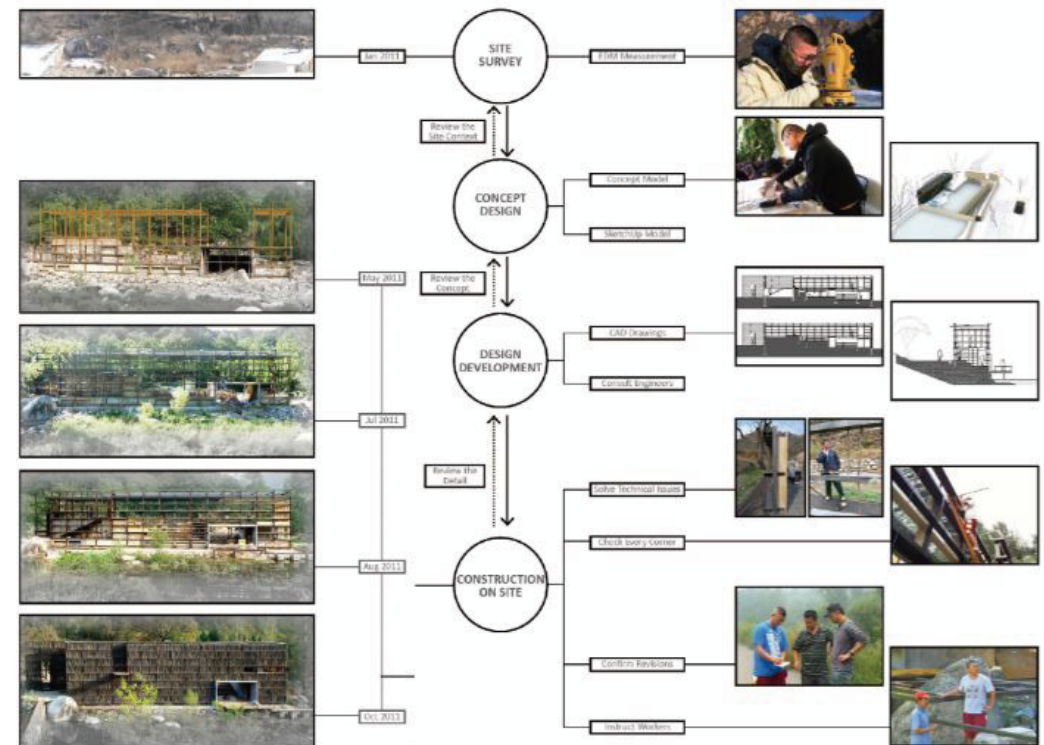 Jan 2011
SITE
SURVEY
EDM Measurement
Review the
Site Context
CONCEPT
DESIGN
Concept Model
SketchUp Model
May 2011
Review the
Concept
DESIGN
DEVELOPMENT
CAD Drawings
Consult Engineers
Jul 2011
Review the
Detail
Solve Technical Issues
Check Every Corner
Aug 2011
CONSTRUCTION
ON SITE
Confirm Revisions
Oct 2011
Instruct Workers